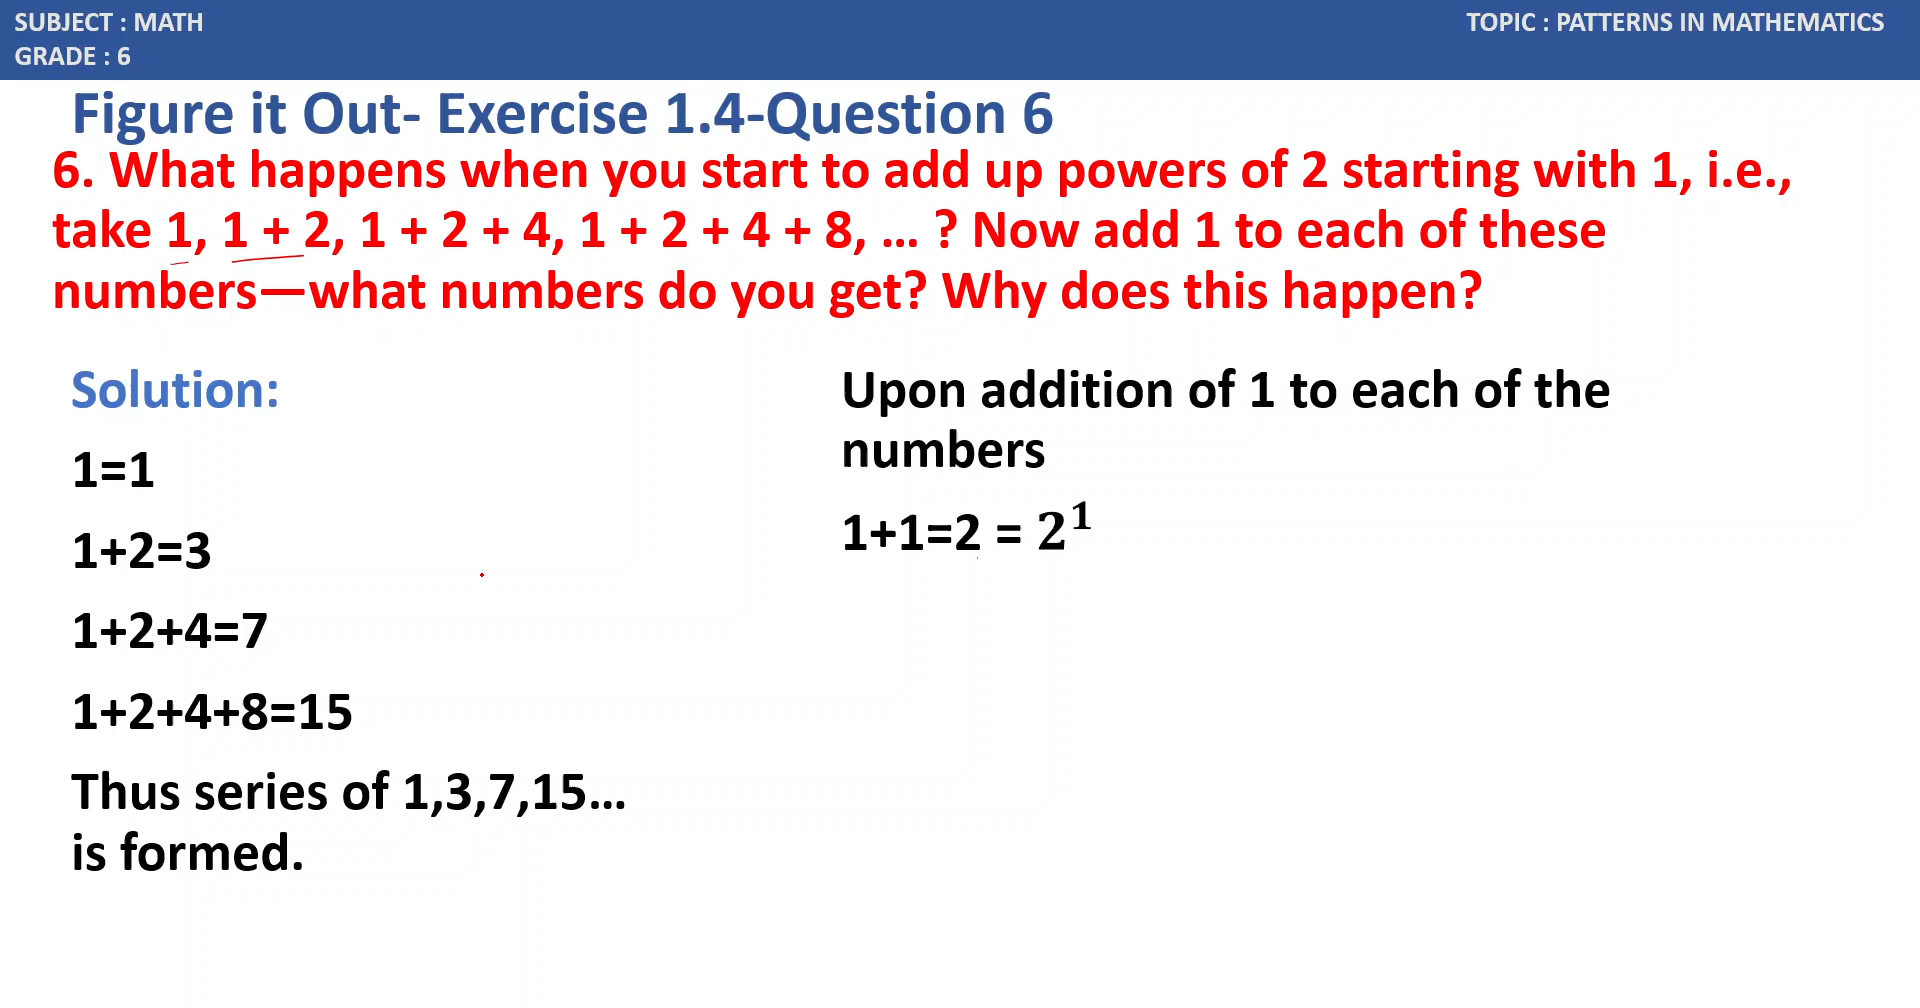 SUBJECT : MATH
TOPIC : PATTERNS IN MATHEMATICS
GRADE : 6
Figure it Out- Exercise 1.4-Question 6
6. What happens when you start to add up powers of 2 starting with 1, i.e.,
take 1, 1 + 2, 1 + 2 + 4, 1 + 2 + 4 + 8, … ? Now add 1 to each of these
numbers—what numbers do you get? Why does this happen?
Solution:
1=1
1+2=3
1+2+4=7
1+2+4+8=15
Thus series of 1,3,7,15…
is formed.
Upon addition of 1 to each of the
numbers
1+1=2 = 2¹